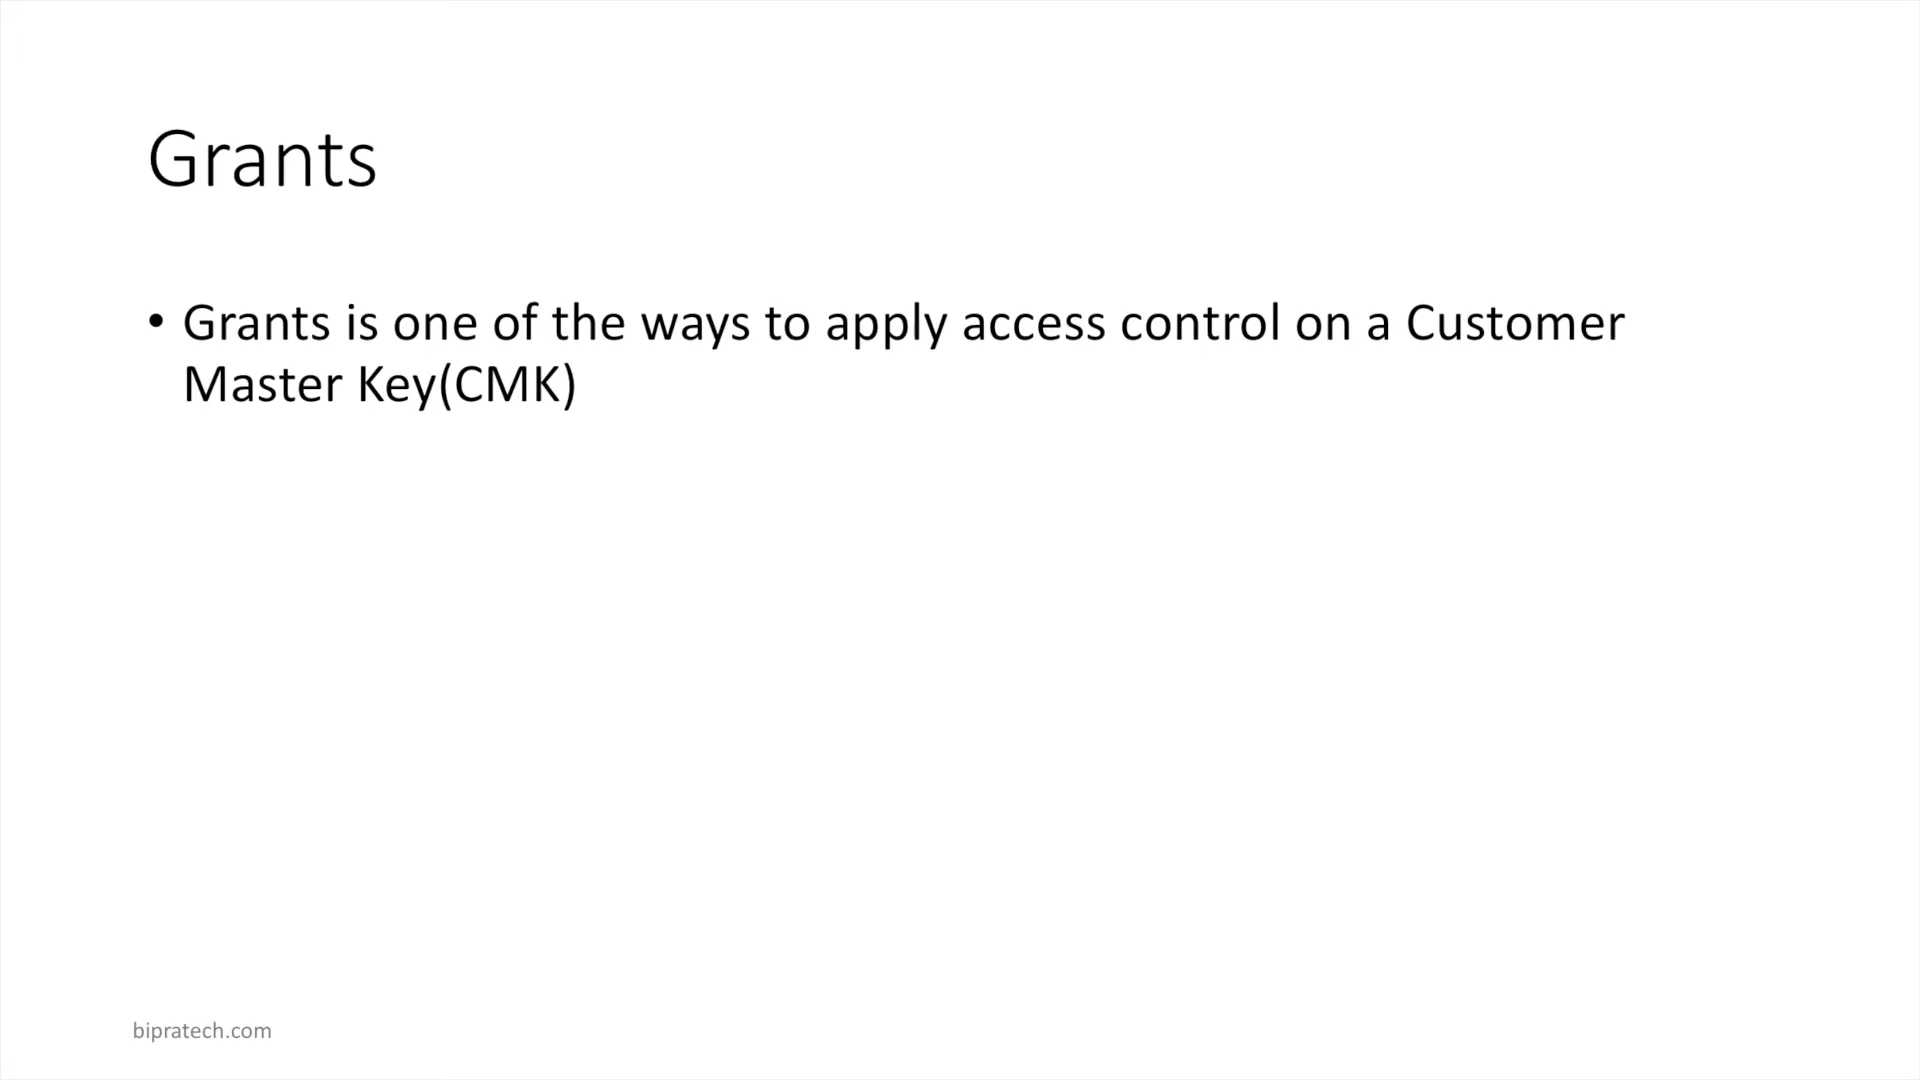 Grants
• Grants is one of the ways to apply access control on a Customer
Master Key(CMK)
bipratech.com